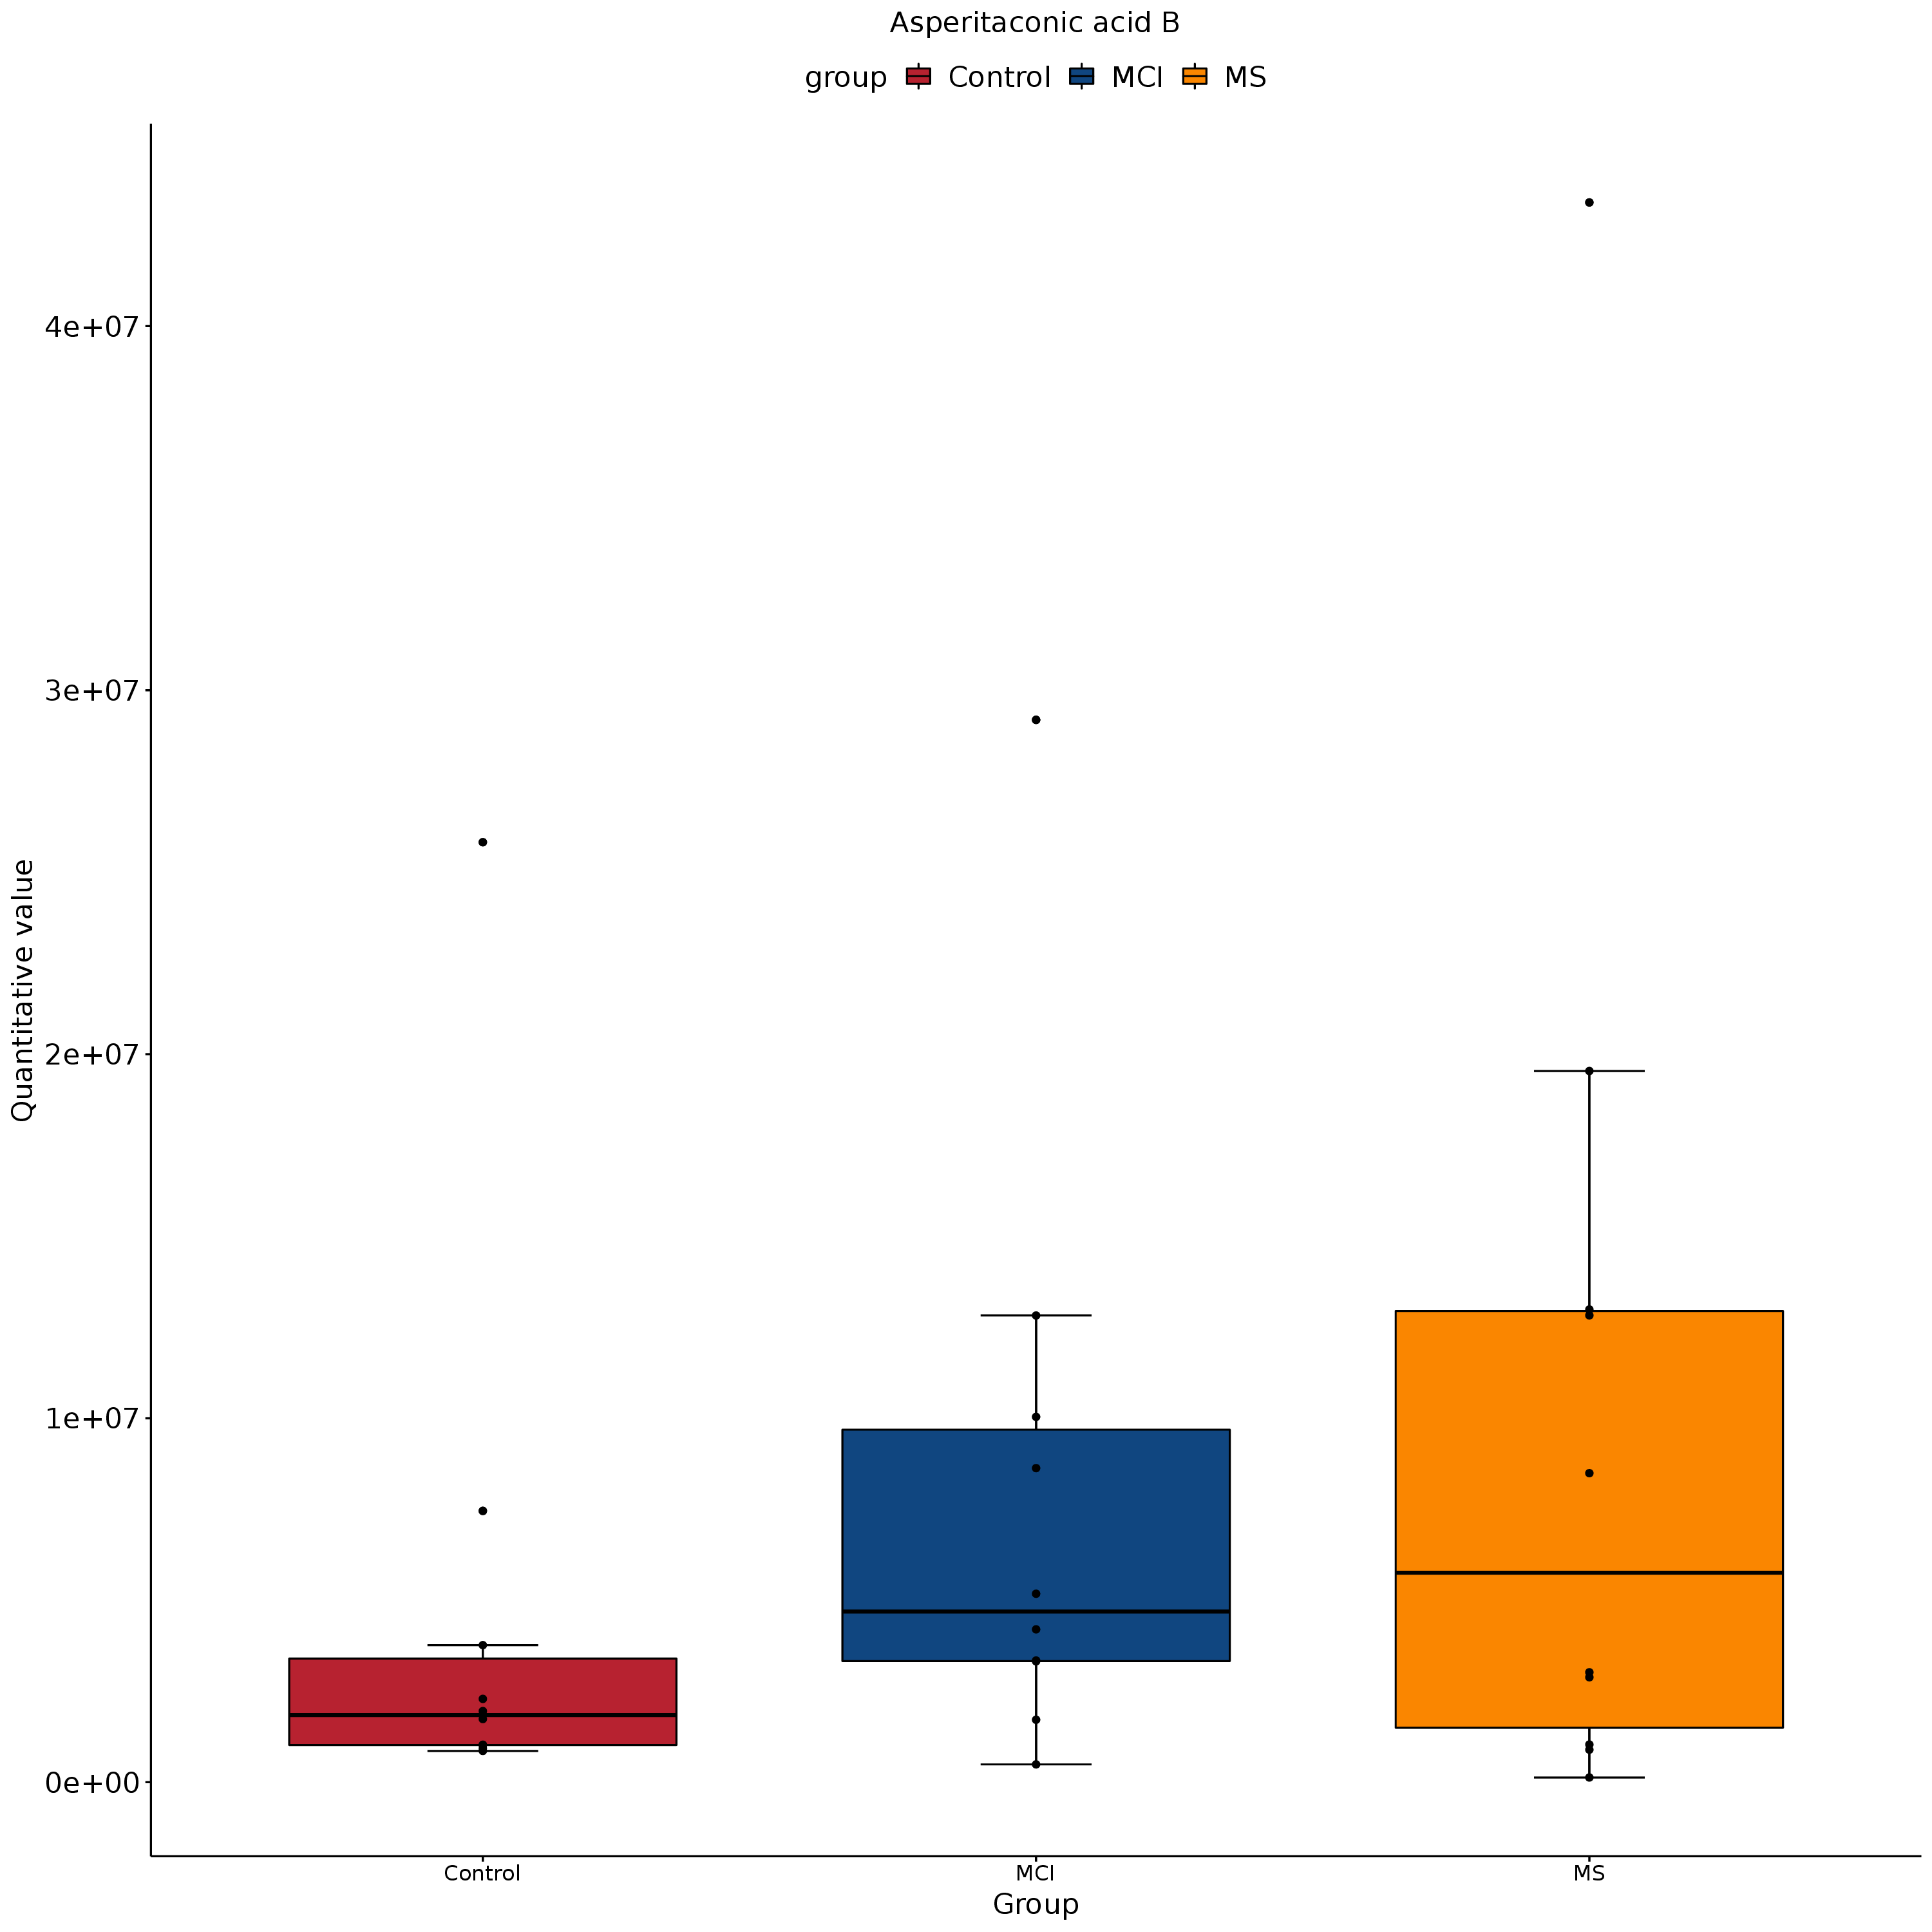 Asperitaconic acid B
group Control MCI MS
Quantitative value
4e+07
3e+07
2e+07
1e+07
0e+00
Control MCI MS
Group